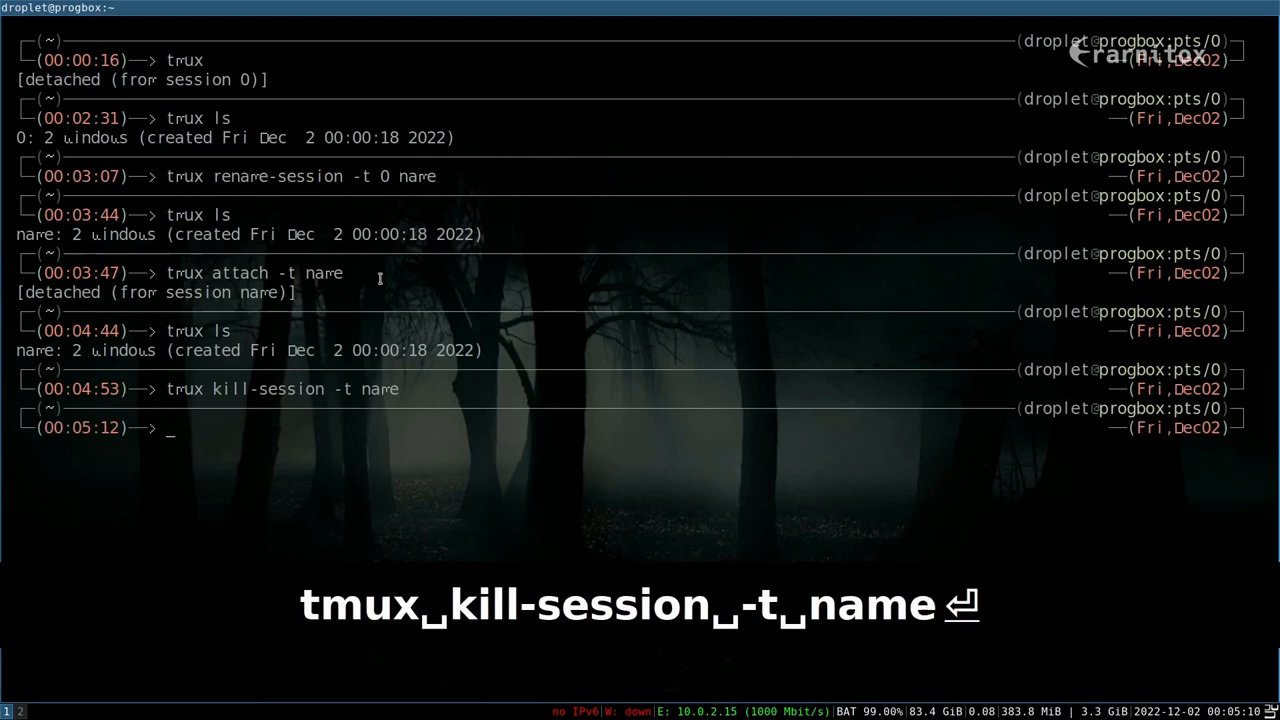 droplet@progbox:~
(~) (droplet@progbox:pts/0)
(00:00:16)──> tmux (Fri,Dec02)
rarnitox
[detached (from session 0)]
(~) (droplet@progbox:pts/0)
(00:02:31)──> tmux ls (Fri,Dec02)
0: 2 windows (created Fri Dec  2 00:00:18 2022)
(~) (droplet@progbox:pts/0)
(00:03:07)──> tmux rename-session -t 0 name (Fri,Dec02)
(~) (droplet@progbox:pts/0)
(00:03:44)──> tmux ls (Fri,Dec02)
name: 2 windows (created Fri Dec  2 00:00:18 2022)
(~) (droplet@progbox:pts/0)
(00:03:47)──> tmux attach -t name (Fri,Dec02)
[detached (from session name)]
(~) (droplet@progbox:pts/0)
(00:04:44)──> tmux ls (Fri,Dec02)
name: 2 windows (created Fri Dec  2 00:00:18 2022)
(~) (droplet@progbox:pts/0)
(00:04:53)──> tmux kill-session -t name (Fri,Dec02)
(~) (droplet@progbox:pts/0)
(00:05:12)──> _ (Fri,Dec02)
tmux␣kill-session␣-t␣name⏎
1 2 no IPv6|W: down|E: 10.0.2.15 (1000 Mbit/s)|BAT 99.00%|83.4 GiB|0.08|383.8 MiB | 3.3 GiB|2022-12-02 00:05:10